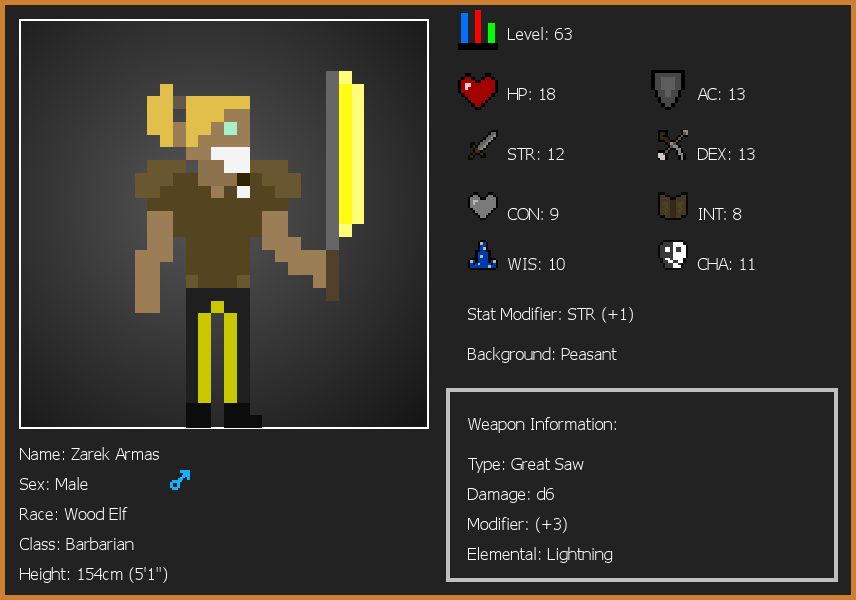 Level: 63
HP: 18
AC: 13
STR: 12
DEX: 13
CON: 9
INT: 8
WIS: 10
CHA: 11
Stat Modifier: STR (+1)
Background: Peasant
Weapon Information:
Type: Great Saw
Damage: d6
Modifier: (+3)
Elemental: Lightning
Name: Zarek Armas
Sex: Male
Race: Wood Elf
Class: Barbarian
Height: 154cm (5'1")